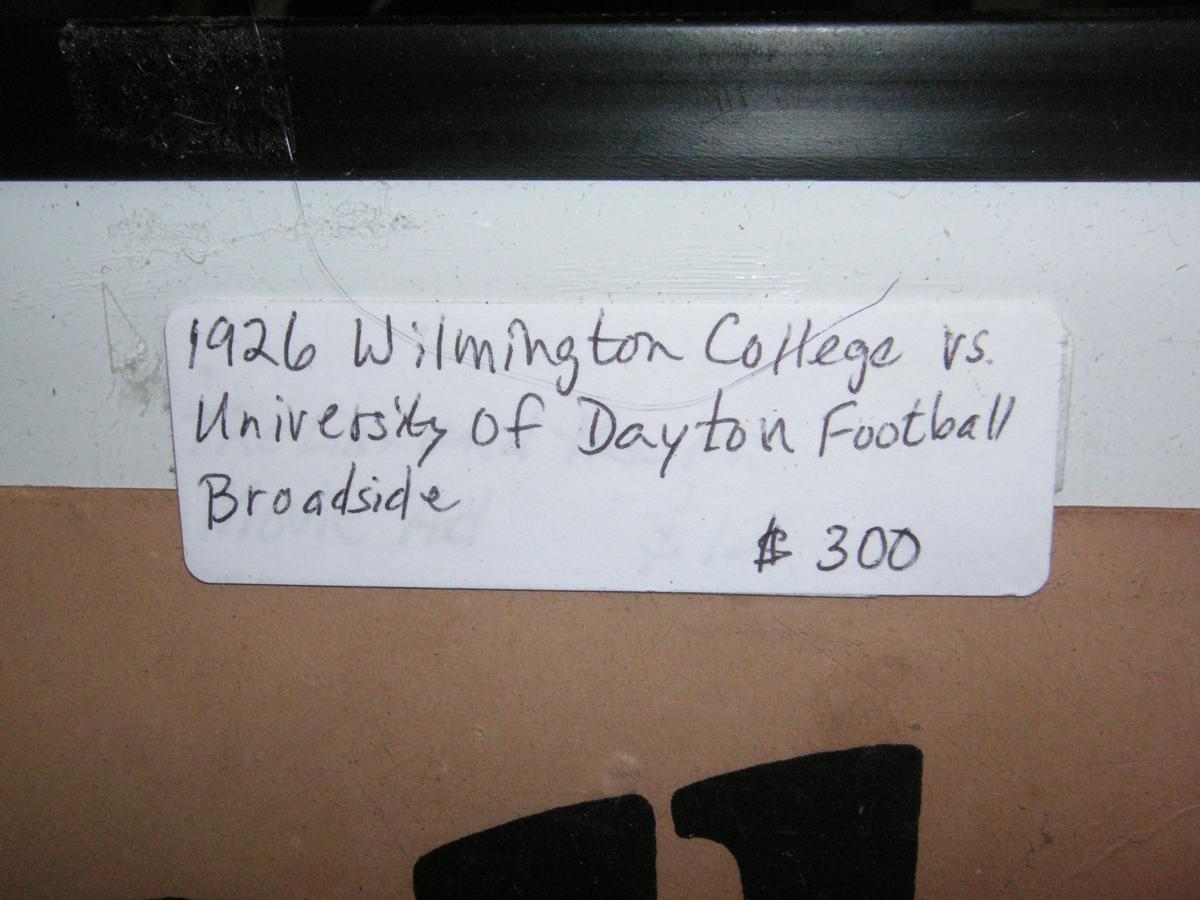 1926 Wilmington College vs.
University of Dayton Football
Broadside
$ 300